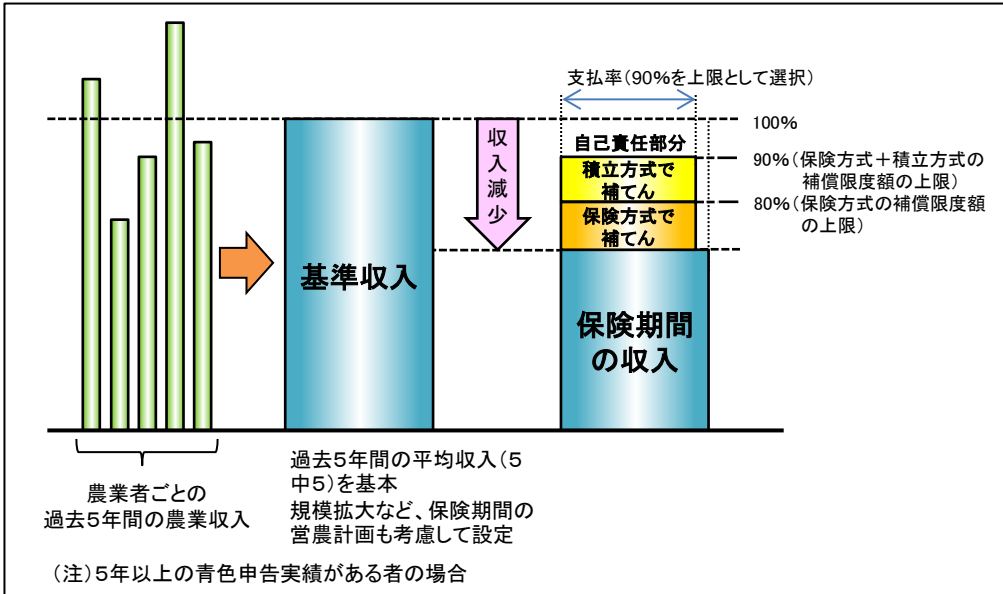 支払率(90%を上限として選択)
100%
収入減少
自己責任部分
90%(保険方式+積立方式の
補償限度額の上限)
積立方式で
補てん
80%(保険方式の補償限度額
の上限)
保険方式で
補てん
基準収入
保険期間
の収入
過去5年間の平均収入(5
中5)を基本
規模拡大など、保険期間の
営農計画も考慮して設定
農業者ごとの
過去5年間の農業収入
(注)5年以上の青色申告実績がある者の場合